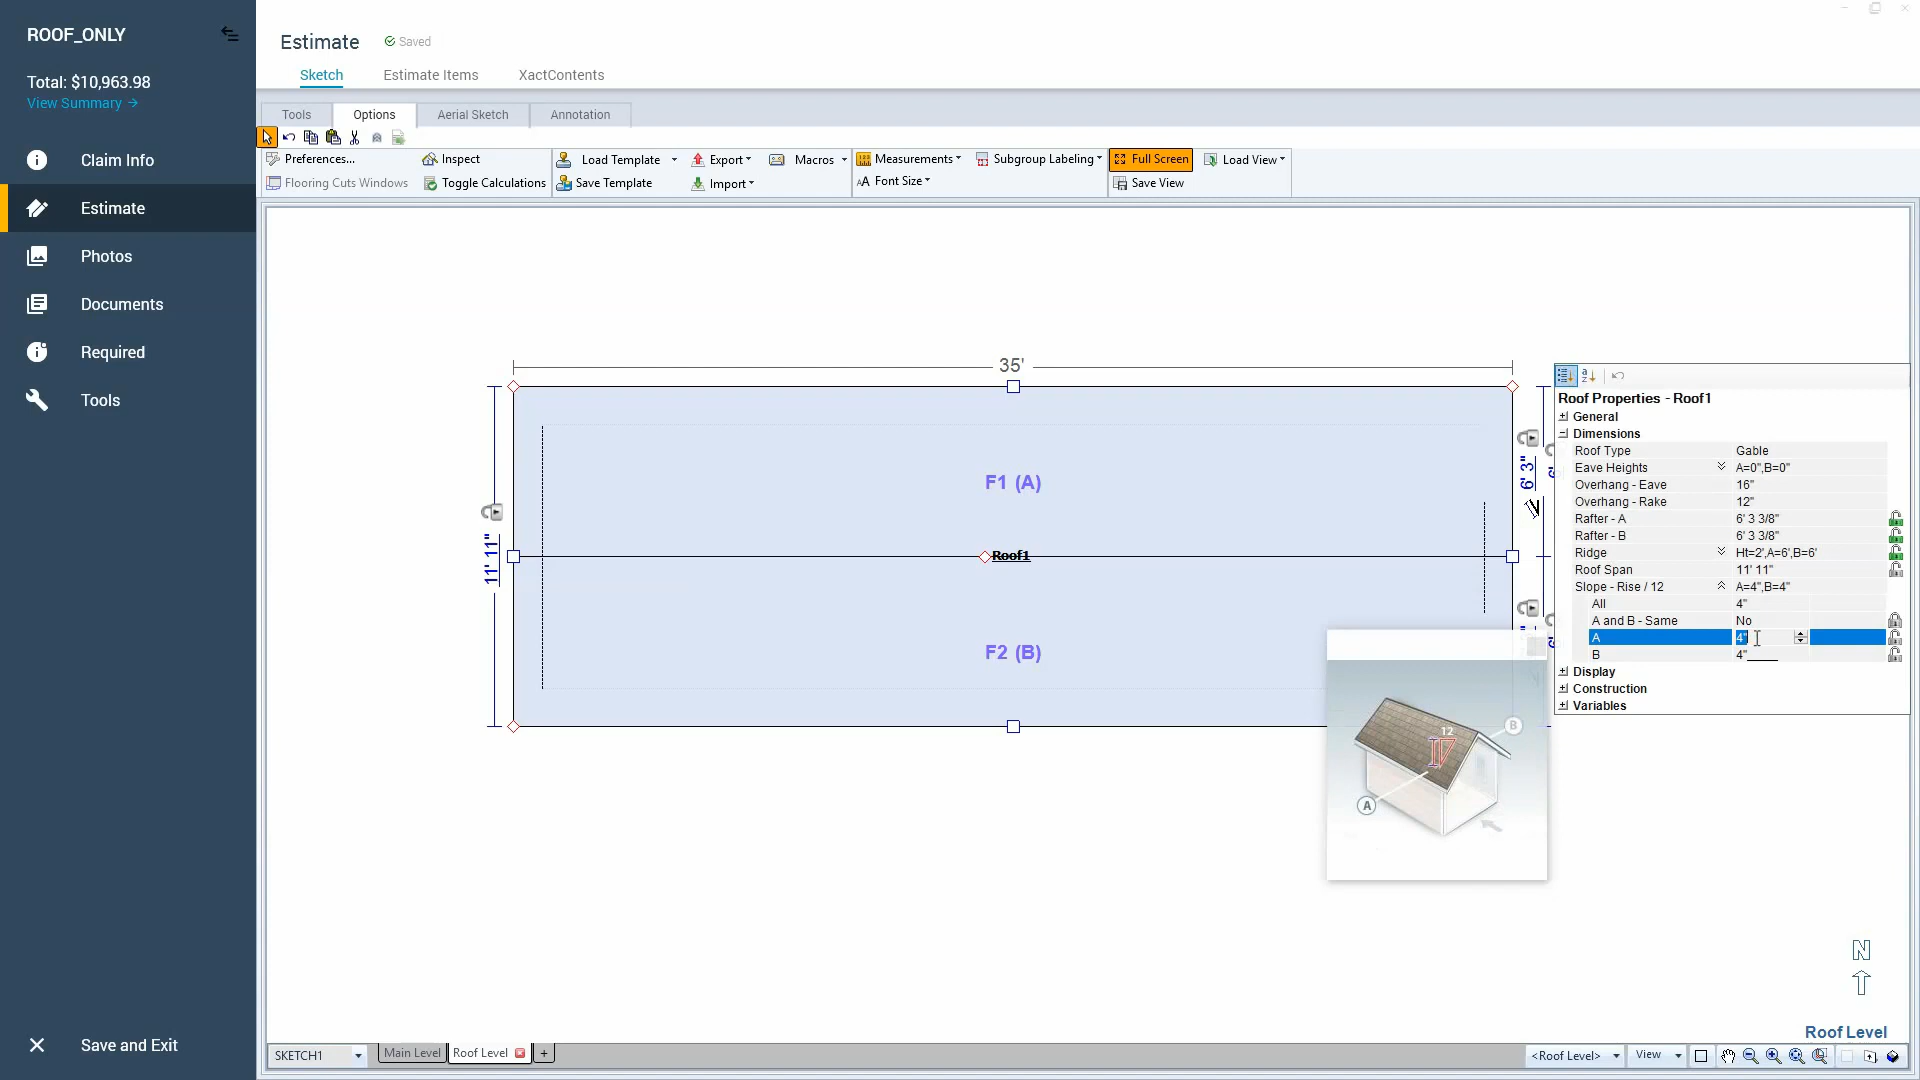 ROOF_ONLY
Total: $10,963.98
View Summary →
Claim Info
Estimate
Photos
Documents
Required
Tools
Save and Exit
Estimate
Saved
Sketch
Estimate Items
XactContents
Tools
Options
Aerial Sketch
Annotation
Preferences...
Inspect
Load Template
Export
Macros
Measurements
Subgroup Labeling
Full Screen
Load View
Flooring Cuts Windows
Toggle Calculations
Save Template
Import
Font Size
Save View
35'
11' 11"
6' 3"
F1 (A)
Roof1
F2 (B)
Roof Properties - Roof1
General
Dimensions
Roof Type Gable
Eave Heights A=0",B=0"
Overhang - Eave 16"
Overhang - Rake 12"
Rafter - A 6' 3 3/8"
Rafter - B 6' 3 3/8"
Ridge Ht=2',A=6',B=6'
Roof Span 11' 11"
Slope - Rise / 12 A=4",B=4"
All 4"
A and B - Same No
A 4"
B 4"
Display
Construction
Variables
12
B
A
N
Roof Level
SKETCH1
Main Level
Roof Level
+
<Roof Level>
View